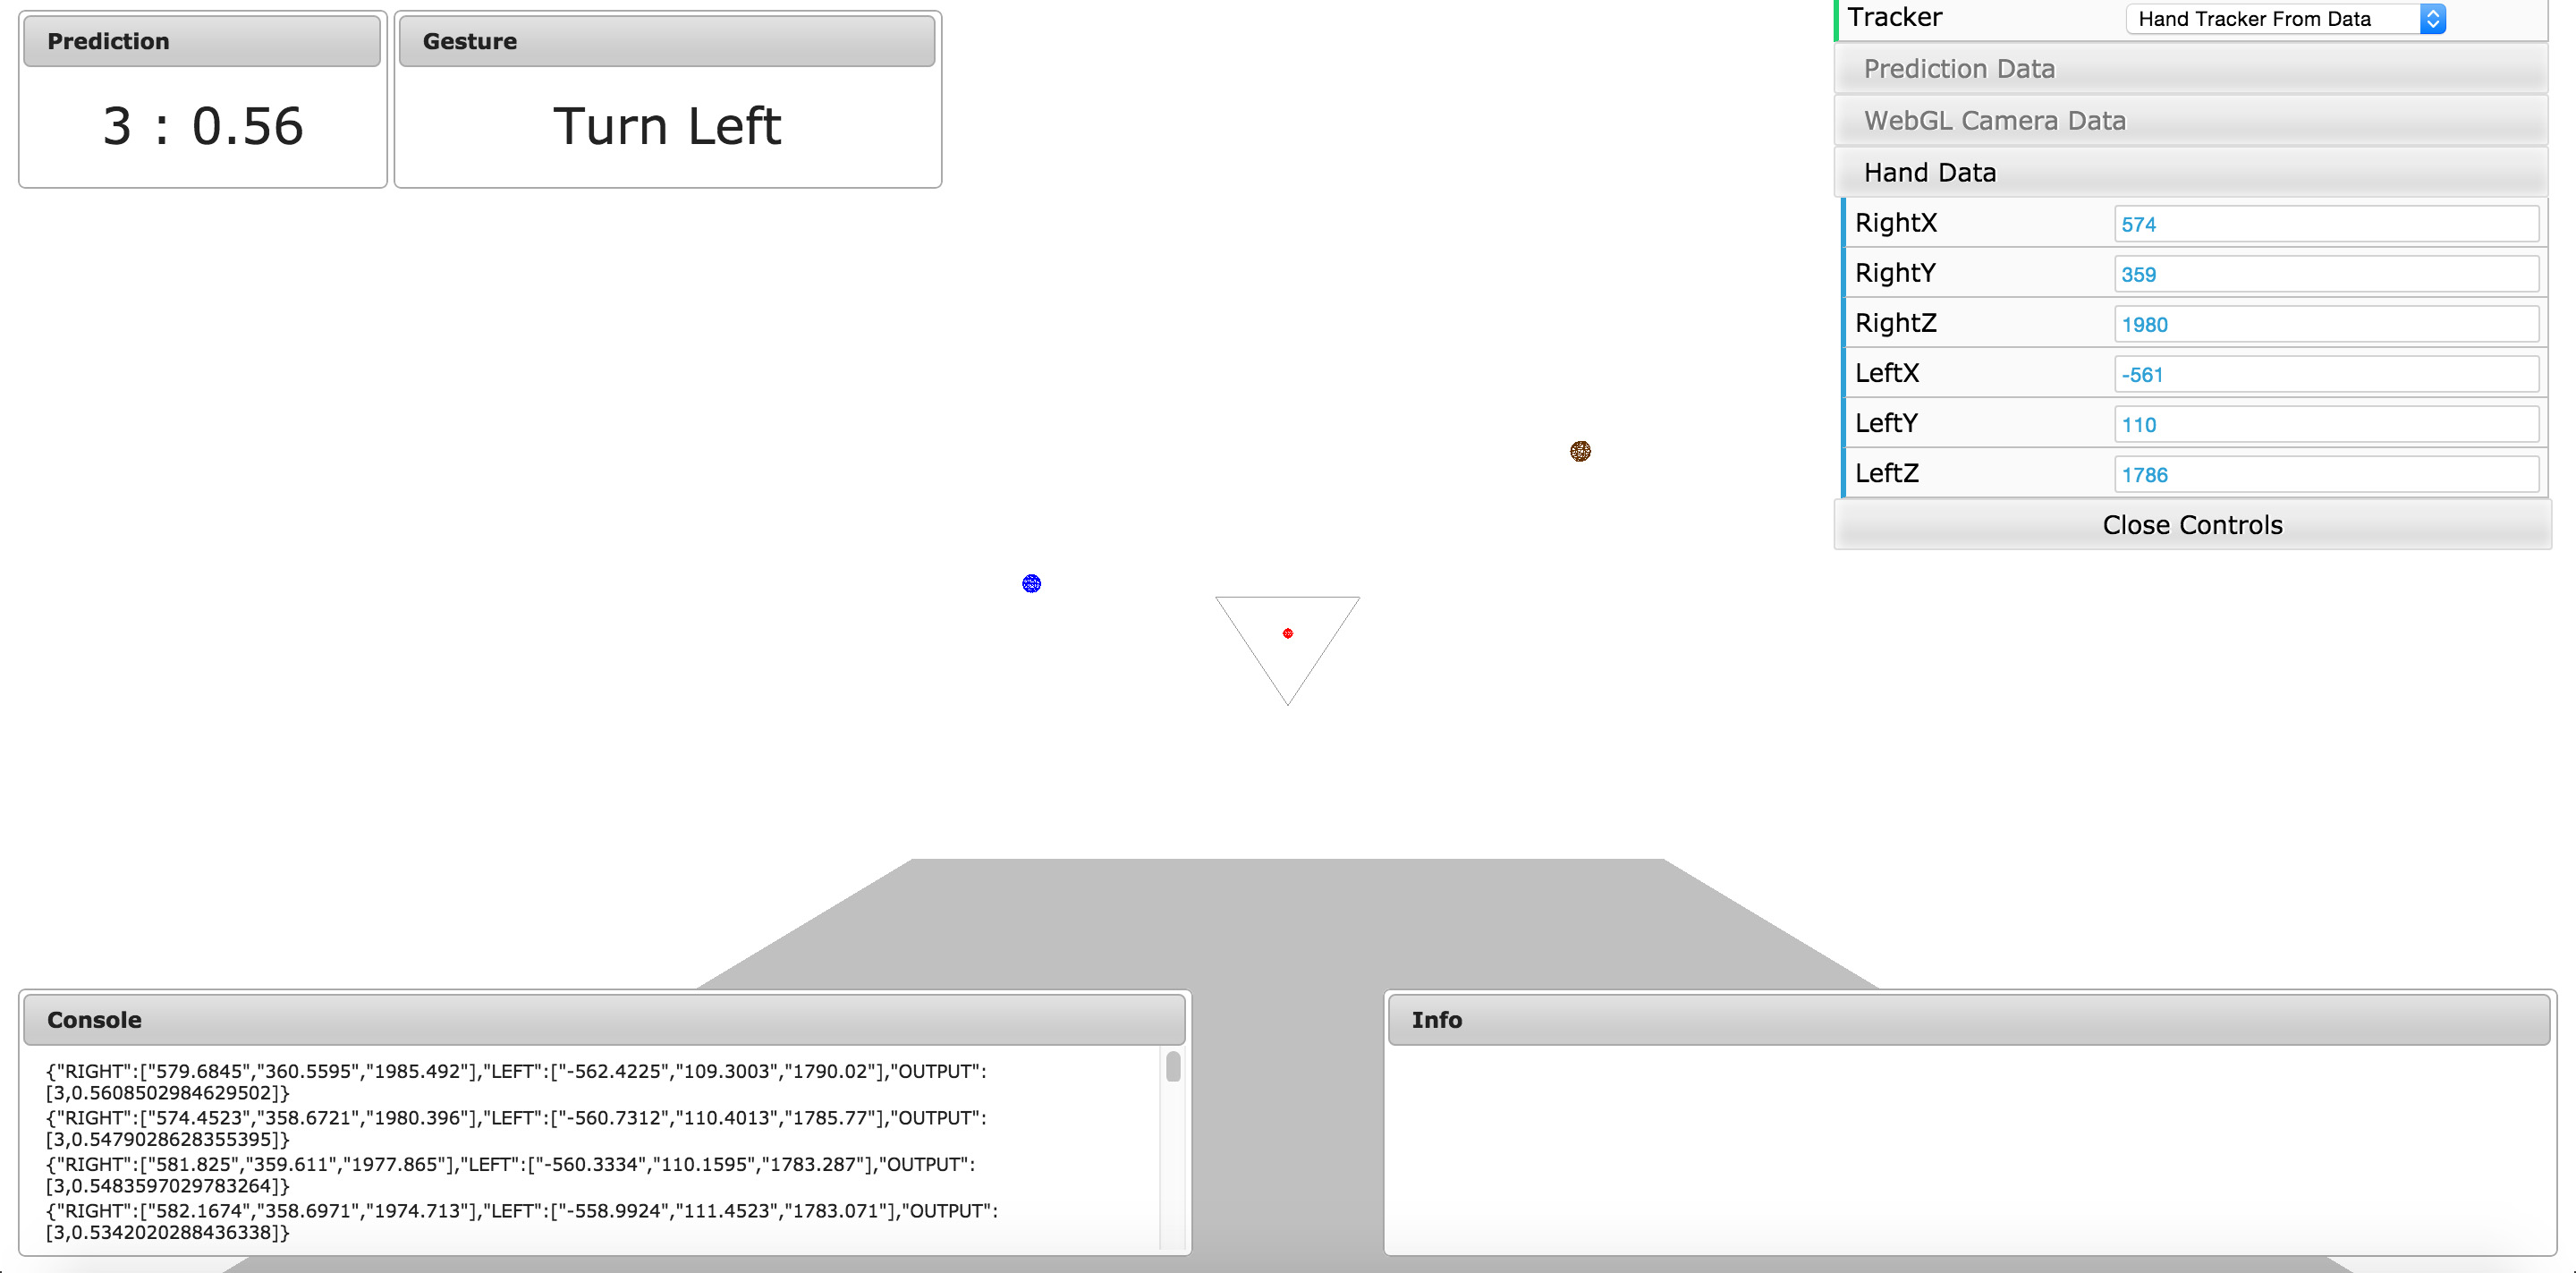 Prediction
3 : 0.56
Gesture
Turn Left
Tracker
Hand Tracker From Data
Prediction Data
WebGL Camera Data
Hand Data
RightX
574
RightY
359
RightZ
1980
LeftX
-561
LeftY
110
LeftZ
1786
Close Controls
Console
{"RIGHT":["579.6845","360.5595","1985.492"],"LEFT":["-562.4225","109.3003","1790.02"],"OUTPUT":
[3,0.5608502984629502]}
{"RIGHT":["574.4523","358.6721","1980.396"],"LEFT":["-560.7312","110.4013","1785.77"],"OUTPUT":
[3,0.5479028628355395]}
{"RIGHT":["581.825","359.611","1977.865"],"LEFT":["-560.3334","110.1595","1783.287"],"OUTPUT":
[3,0.5483597029783264]}
{"RIGHT":["582.1674","358.6971","1974.713"],"LEFT":["-558.9924","111.4523","1783.071"],"OUTPUT":
[3,0.5342020288436338]}
Info